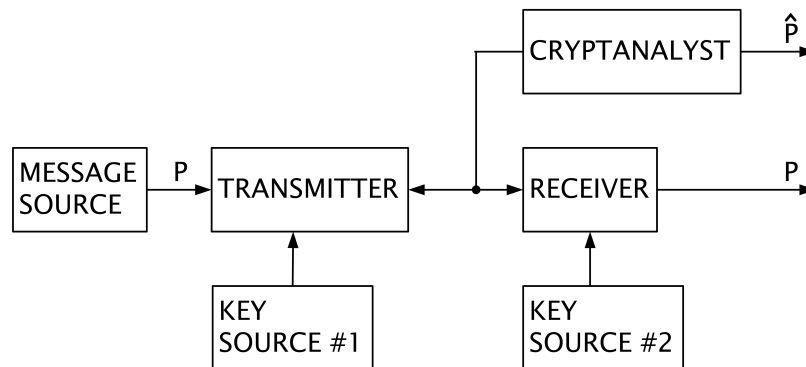 CRYPTANALYST
P̂
MESSAGE
SOURCE
P
TRANSMITTER
RECEIVER
P
KEY
SOURCE #1
KEY
SOURCE #2